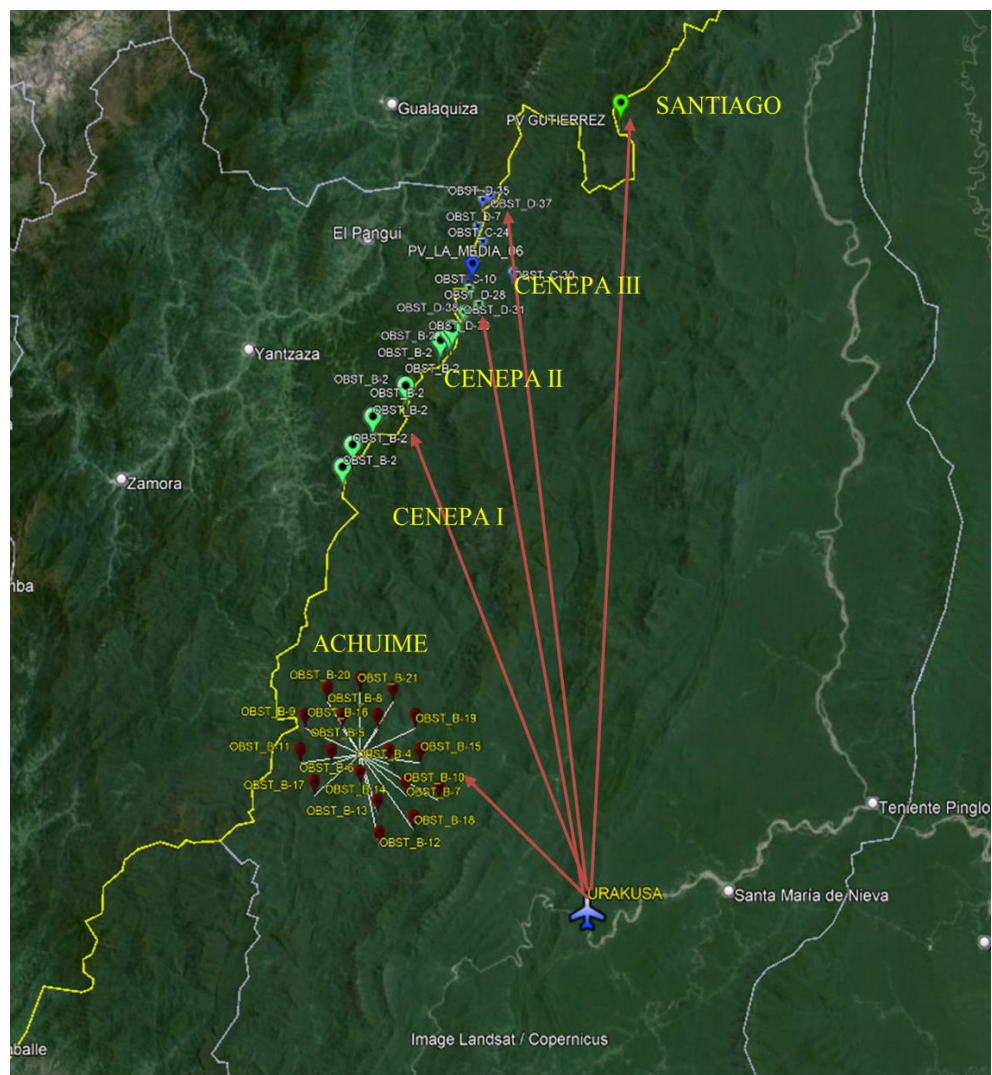 Gualaquiza
SANTIAGO
PV GUTIERREZ
OBST_D-35
OBST_D-37
OBST_D-7
OBST_C-24
El Pangui
PV_LA_MEDIA_06
OBST_C-30
OBST_C-10
CENEPA III
OBST_D-28
OBST_D-38
OBST_D-31
OBST_B-2
Yantzaza
OBST_B-2
OBST_B-2
CENEPA II
OBST_B-2
OBST_B-2
OBST_B-2
OBST_B-2
OBST_B-2
Zamora
CENEPA I
ACHUIME
OBST_B-20
OBST_B-21
OBST_B-8
OBST_B-9
OBST_B-16
OBST_B-19
OBST_B-5
OBST_B-11
OBST_B-4
OBST_B-15
OBST_B-6
OBST_B-10
OBST_B-17
OBST_B-14
OBST_B-7
OBST_B-13
OBST_B-18
OBST_B-12
Teniente Pinglo
URAKUSA
Santa María de Nieva
Image Landsat / Copernicus